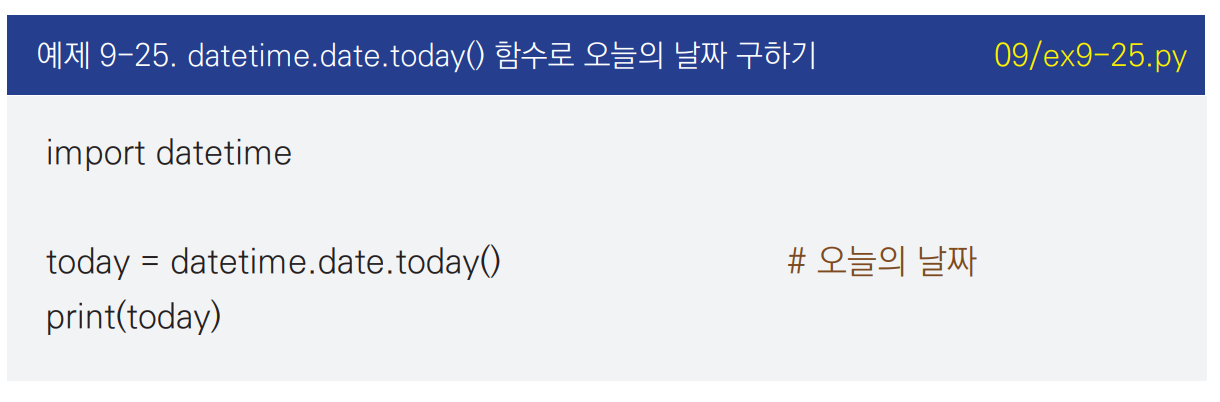 예제 9-25. datetime.date.today() 함수로 오늘의 날짜 구하기 09/ex9-25.py
import datetime
today = datetime.date.today() # 오늘의 날짜
print(today)